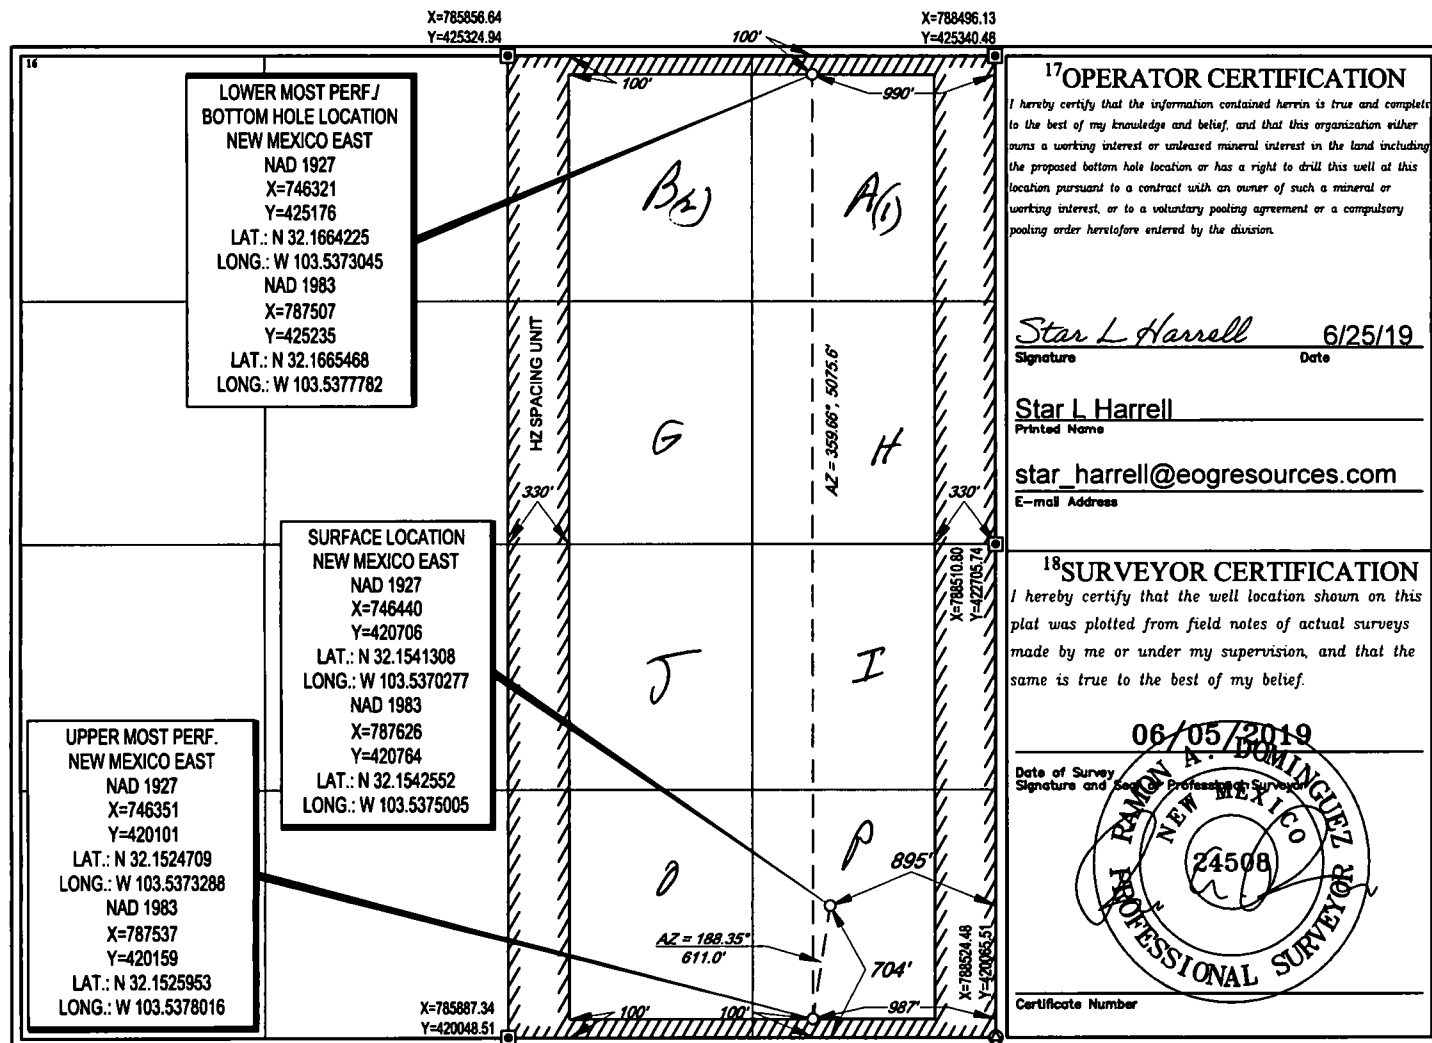 X=785856.64
Y=425324.94
X=788496.13
Y=425340.48
16
100'
100'
990'
LOWER MOST PERF./
BOTTOM HOLE LOCATION
NEW MEXICO EAST
NAD 1927
X=746321
Y=425176
LAT.: N 32.1664225
LONG.: W 103.5373045
NAD 1983
X=787507
Y=425235
LAT.: N 32.1665468
LONG.: W 103.5377782
B(2)
A(1)
HZ SPACING UNIT
G
H
AZ = 359.66°, 5075.6'
330'
330'
X=788510.80
Y=422705.74
SURFACE LOCATION
NEW MEXICO EAST
NAD 1927
X=746440
Y=420706
LAT.: N 32.1541308
LONG.: W 103.5370277
NAD 1983
X=787626
Y=420764
LAT.: N 32.1542552
LONG.: W 103.5375005
J
I
UPPER MOST PERF.
NEW MEXICO EAST
NAD 1927
X=746351
Y=420101
LAT.: N 32.1524709
LONG.: W 103.5373288
NAD 1983
X=787537
Y=420159
LAT.: N 32.1525953
LONG.: W 103.5378016
O
P
895'
AZ = 188.35°
611.0'
704'
X=788524.48
Y=420065.51
X=785887.34
Y=420048.51
100'
100'
987'
17 OPERATOR CERTIFICATION
I hereby certify that the information contained herein is true and complete
to the best of my knowledge and belief, and that this organization either
owns a working interest or unleased mineral interest in the land including
the proposed bottom hole location or has a right to drill this well at this
location pursuant to a contract with an owner of such a mineral or
working interest, or to a voluntary pooling agreement or a compulsory
pooling order heretofore entered by the division.
Star L Harrell 6/25/19
Signature Date
Star L Harrell
Printed Name
star_harrell@eogresources.com
E-mail Address
18 SURVEYOR CERTIFICATION
I hereby certify that the well location shown on this
plat was plotted from field notes of actual surveys
made by me or under my supervision, and that the
same is true to the best of my belief.
06/05/2019
Date of Survey
Signature and Seal of Professional Surveyor:
RAMON A. DOMINGUEZ
NEW MEXICO
24508
PROFESSIONAL SURVEYOR
Certificate Number